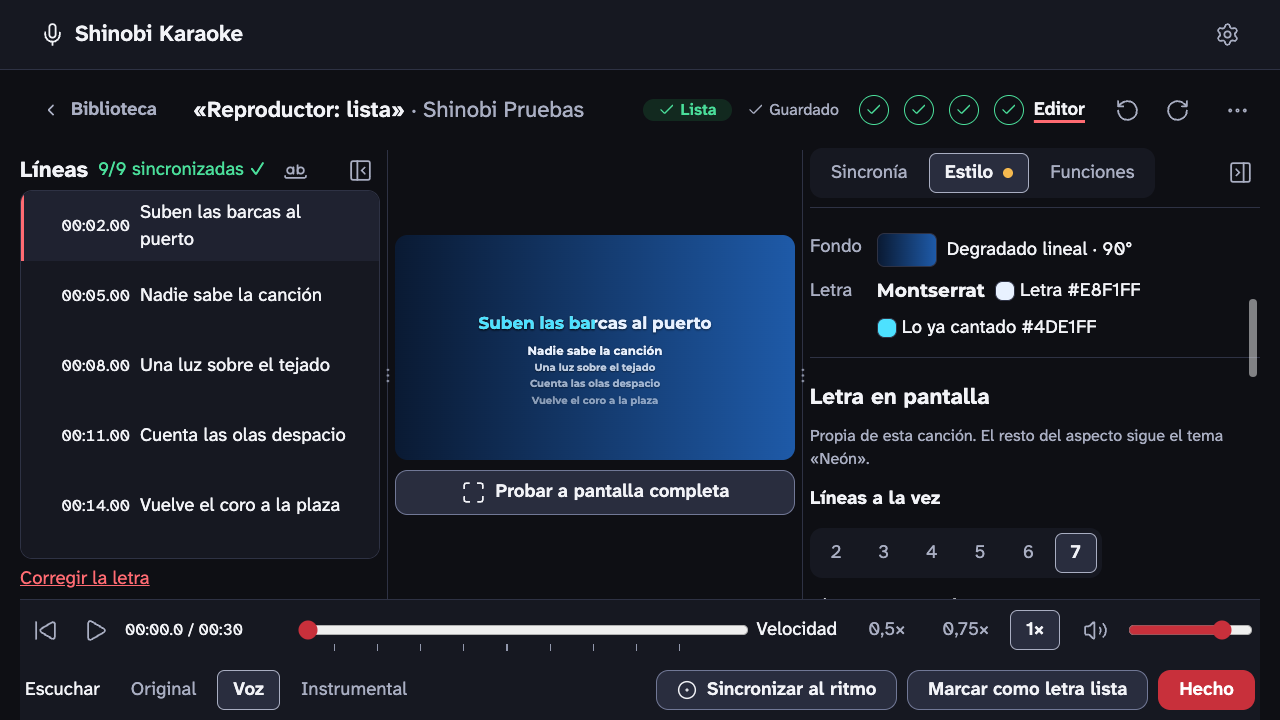 Shinobi Karaoke
Biblioteca
«Reproductor: lista» · Shinobi Pruebas
Lista
Guardado
Editor
Líneas 9/9 sincronizadas
ab
00:02.00 Suben las barcas al puerto
00:05.00 Nadie sabe la canción
00:08.00 Una luz sobre el tejado
00:11.00 Cuenta las olas despacio
00:14.00 Vuelve el coro a la plaza
Corregir la letra
Suben las barcas al puerto
Nadie sabe la canción
Una luz sobre el tejado
Cuenta las olas despacio
Vuelve el coro a la plaza
Probar a pantalla completa
Sincronía Estilo Funciones
Fondo Degradado lineal · 90°
Letra Montserrat Letra #E8F1FF
Lo ya cantado #4DE1FF
Letra en pantalla
Propia de esta canción. El resto del aspecto sigue el tema
«Neón».
Líneas a la vez
2 3 4 5 6 7
00:00.0 / 00:30
Velocidad 0,5× 0,75× 1×
Escuchar Original Voz Instrumental
Sincronizar al ritmo
Marcar como letra lista
Hecho